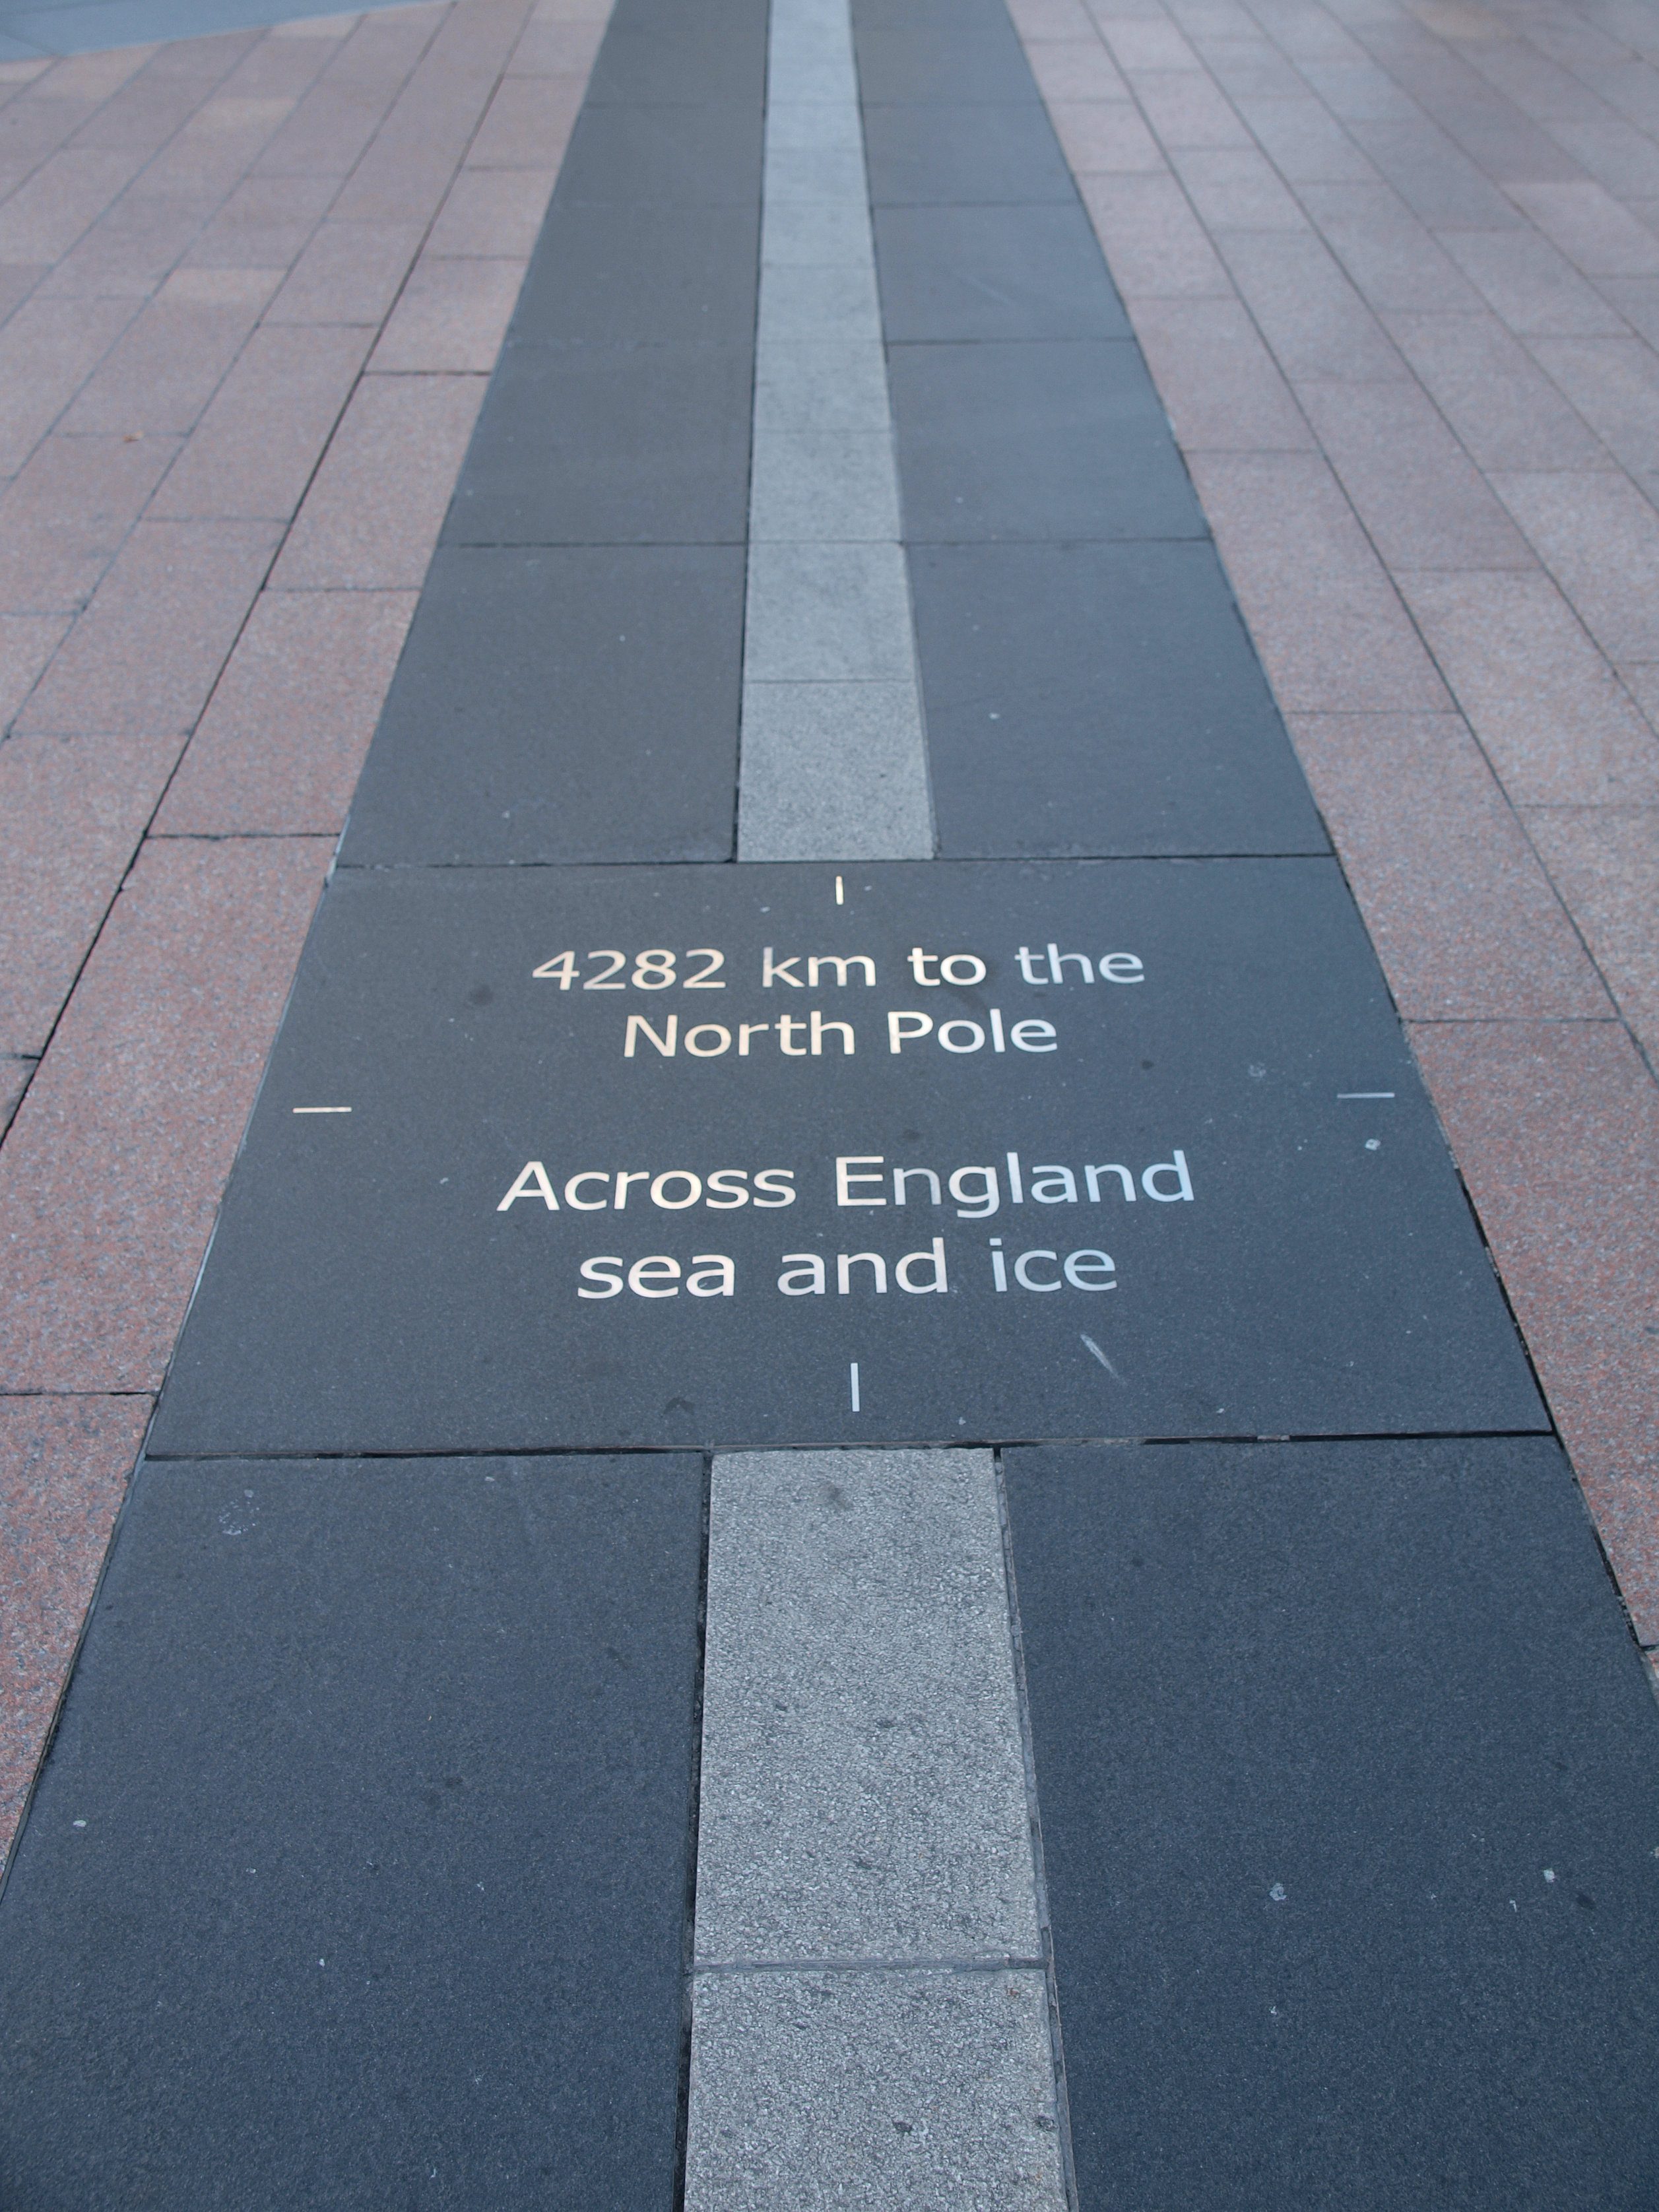 4282 km to the
North Pole
Across England
sea and ice